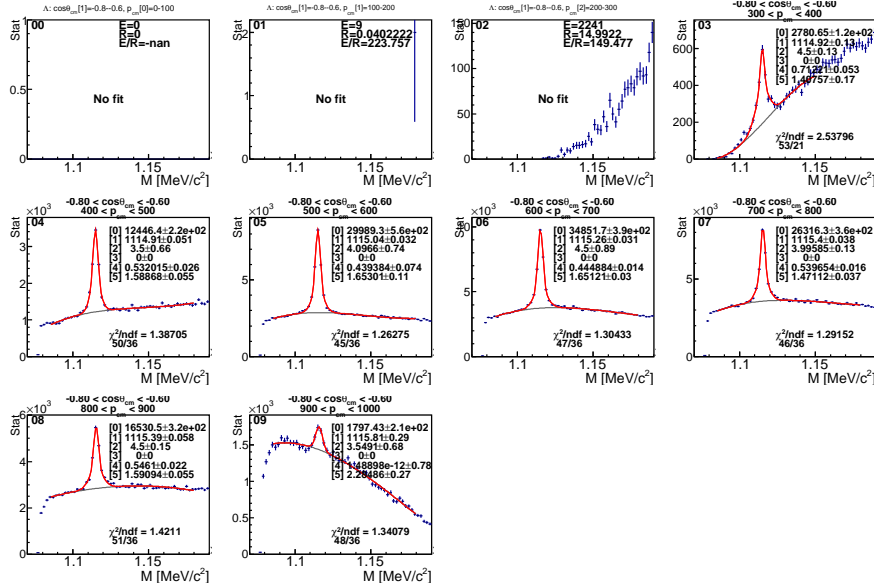 Λ: cosθcm[1]=-0.8–-0.6, pcm[0]=0-100
Stat
00
E=0
R=0
E/R=-nan
No fit
1
0.5
0
1.1
1.15
M [MeV/c²]
Λ: cosθcm[1]=-0.8–-0.6, pcm[1]=100-200
Stat
01
E=9
R=0.0402222
E/R=223.757
No fit
2
1
0
1.1
1.15
M [MeV/c²]
Λ: cosθcm[1]=-0.8–-0.6, pcm[2]=200-300
Stat
02
E=2241
R=14.9922
E/R=149.477
No fit
150
100
50
0
1.1
1.15
M [MeV/c²]
-0.80 < cosθcm < -0.60
300 < pcm < 400
Stat
03
[0] 2780.65±1.2e+02
[1] 1114.92±0.13
[2] 4.5±0.13
[3] 0±0
χ²/ndf = 2.53796
53/21
600
400
200
0
1.1
1.15
M [MeV/c²]
-0.80 < cosθcm < -0.60
400 < pcm < 500
×10³
Stat
04
[0] 12446.4±2.2e+02
[1] 1114.91±0.051
[2] 3.5±0.66
[3] 0±0
[4] 0.532015±0.026
[5] 1.58868±0.055
χ²/ndf = 1.38705
50/36
3
2
1
0
1.1
1.15
M [MeV/c²]
-0.80 < cosθcm < -0.60
500 < pcm < 600
×10³
Stat
05
[0] 29989.3±5.6e+02
[1] 1115.04±0.032
[2] 4.0966±0.74
[3] 0±0
[4] 0.439384±0.074
[5] 1.65301±0.11
χ²/ndf = 1.26275
45/36
5
0
1.1
1.15
M [MeV/c²]
-0.80 < cosθcm < -0.60
600 < pcm < 700
×10³
Stat
06
[0] 34851.7±3.9e+02
[1] 1115.26±0.031
[2] 4.5±0.89
[3] 0±0
[4] 0.444884±0.014
[5] 1.65121±0.03
χ²/ndf = 1.30433
47/36
5
0
1.1
1.15
M [MeV/c²]
-0.80 < cosθcm < -0.60
700 < pcm < 800
×10³
Stat
07
[0] 26316.3±3.6e+02
[1] 1115.4±0.038
[2] 3.99585±0.13
[3] 0±0
[4] 0.539654±0.016
[5] 1.47112±0.037
χ²/ndf = 1.29152
46/36
5
0
1.1
1.15
M [MeV/c²]
-0.80 < cosθcm < -0.60
800 < pcm < 900
×10³
Stat
08
[0] 16530.5±3.2e+02
[1] 1115.39±0.058
[2] 4.5±0.15
[3] 0±0
[4] 0.5461±0.022
[5] 1.59094±0.055
χ²/ndf = 1.4211
51/36
6
4
2
0
1.1
1.15
M [MeV/c²]
-0.80 < cosθcm < -0.60
900 < pcm < 1000
×10³
Stat
09
[0] 1797.43±2.1e+02
[1] 1115.81±0.29
[2] 3.5491±0.68
[3] 0±0
χ²/ndf = 1.34079
48/36
1.5
1
0.5
0
1.1
1.15
M [MeV/c²]